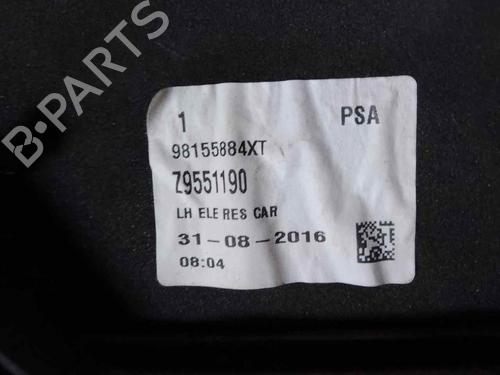 B-PARTS
1 PSA
98155884XT
Z9551190
LH ELE RES CAR
31-08-2016
08:04